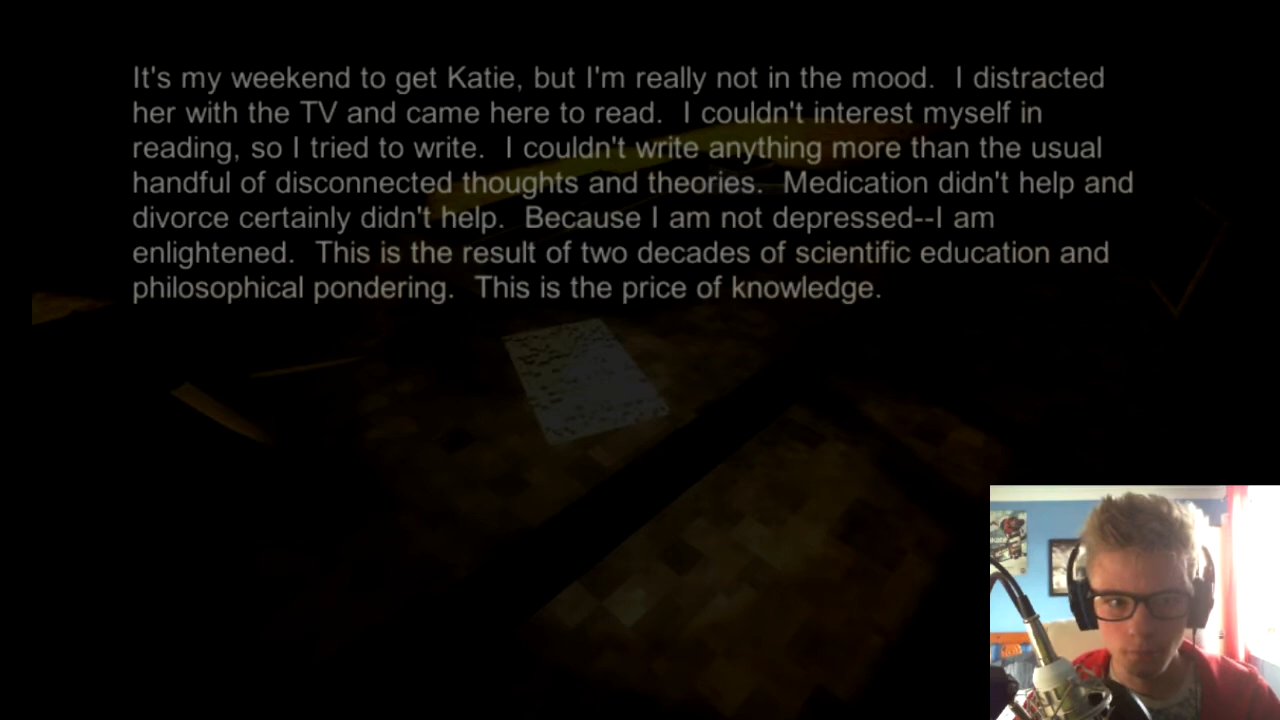 It's my weekend to get Katie, but I'm really not in the mood.  I distracted
her with the TV and came here to read.  I couldn't interest myself in
reading, so I tried to write.  I couldn't write anything more than the usual
handful of disconnected thoughts and theories.  Medication didn't help and
divorce certainly didn't help.  Because I am not depressed--I am
enlightened.  This is the result of two decades of scientific education and
philosophical pondering.  This is the price of knowledge.